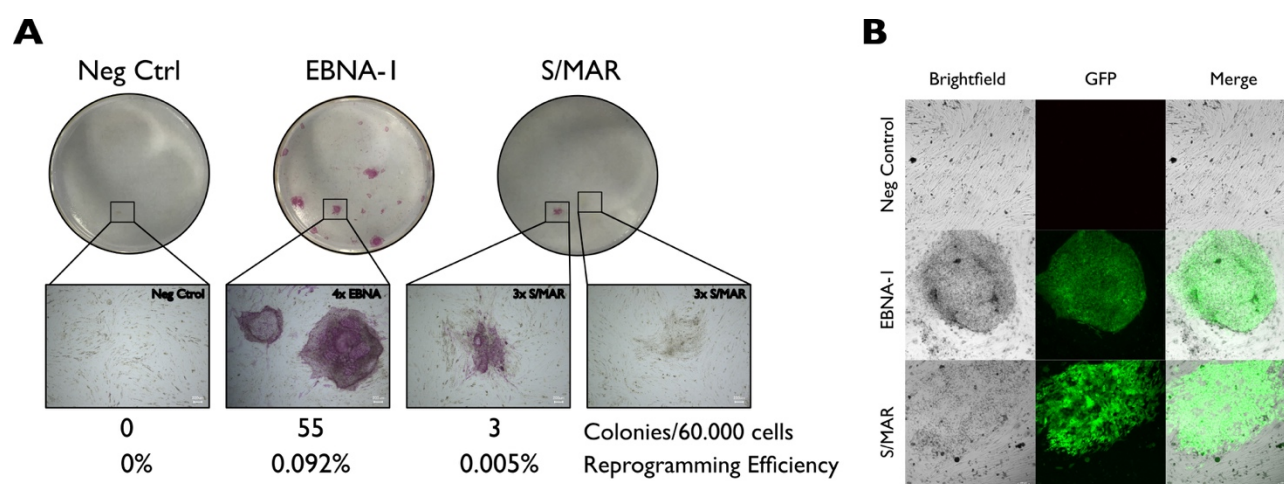 A
Neg Ctrl EBNA-1 S/MAR
Neg Ctrol 4x EBNA 3x S/MAR 3x S/MAR
0 55 3 Colonies/60.000 cells
0% 0.092% 0.005% Reprogramming Efficiency
B
Brightfield GFP Merge
Neg Control
EBNA-1
S/MAR